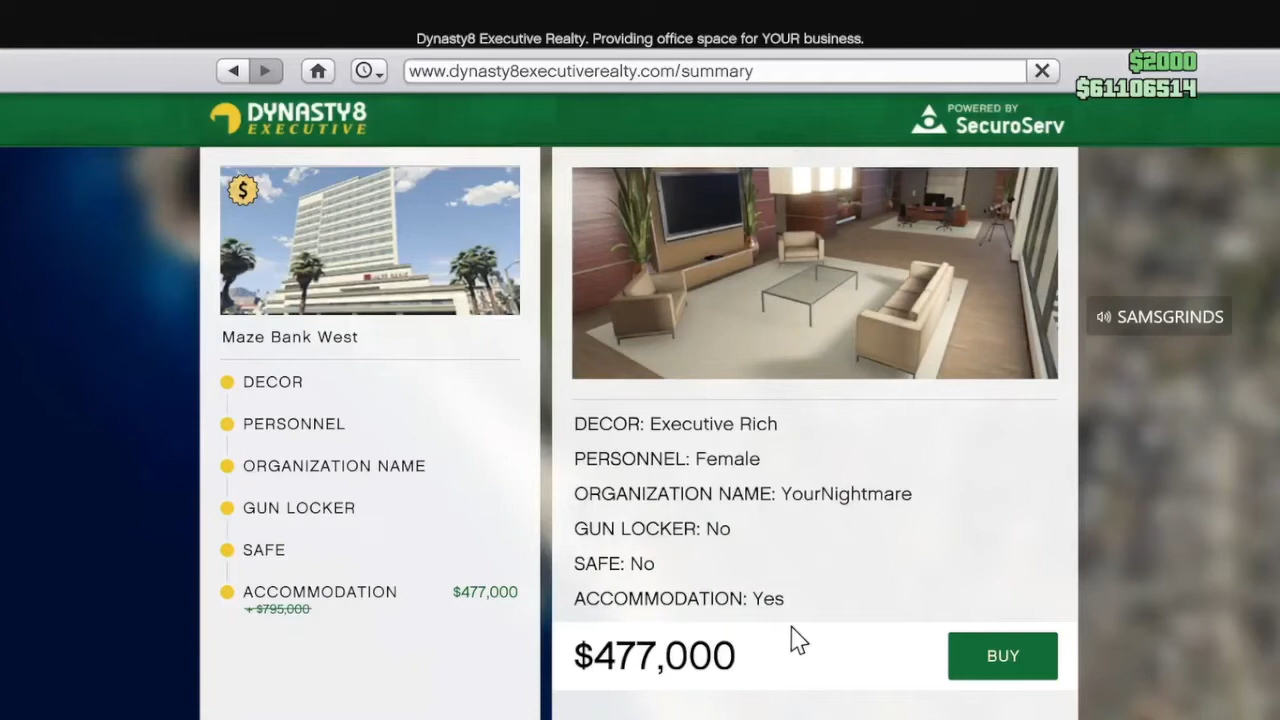 Dynasty8 Executive Realty. Providing office space for YOUR business.
www.dynasty8executiverealty.com/summary
$2000
$61106514
DYNASTY8
EXECUTIVE
POWERED BY
SecuroServ
$
Maze Bank West
DECOR
PERSONNEL
ORGANIZATION NAME
GUN LOCKER
SAFE
ACCOMMODATION $477,000
+ $795,000
DECOR: Executive Rich
PERSONNEL: Female
ORGANIZATION NAME: YourNightmare
GUN LOCKER: No
SAFE: No
ACCOMMODATION: Yes
$477,000
BUY
SAMSGRINDS